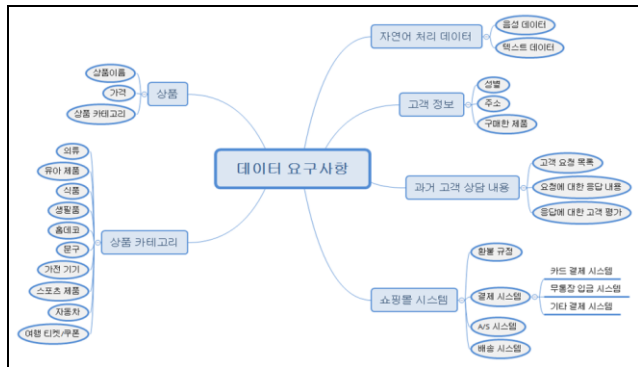 데이터 요구사항
자연어 처리 데이터
음성 데이터
텍스트 데이터
고객 정보
성별
주소
구매한 제품
과거 고객 상담 내용
고객 요청 목록
요청에 대한 응답 내용
응답에 대한 고객 평가
쇼핑몰 시스템
환불 규정
결제 시스템
카드 결제 시스템
무통장 입금 시스템
기타 결제 시스템
A/S 시스템
배송 시스템
상품
상품이름
가격
상품 카테고리
상품 카테고리
의류
유아 제품
식품
생필품
홈데코
문구
가전 기기
스포츠 제품
자동차
여행 티켓/쿠폰